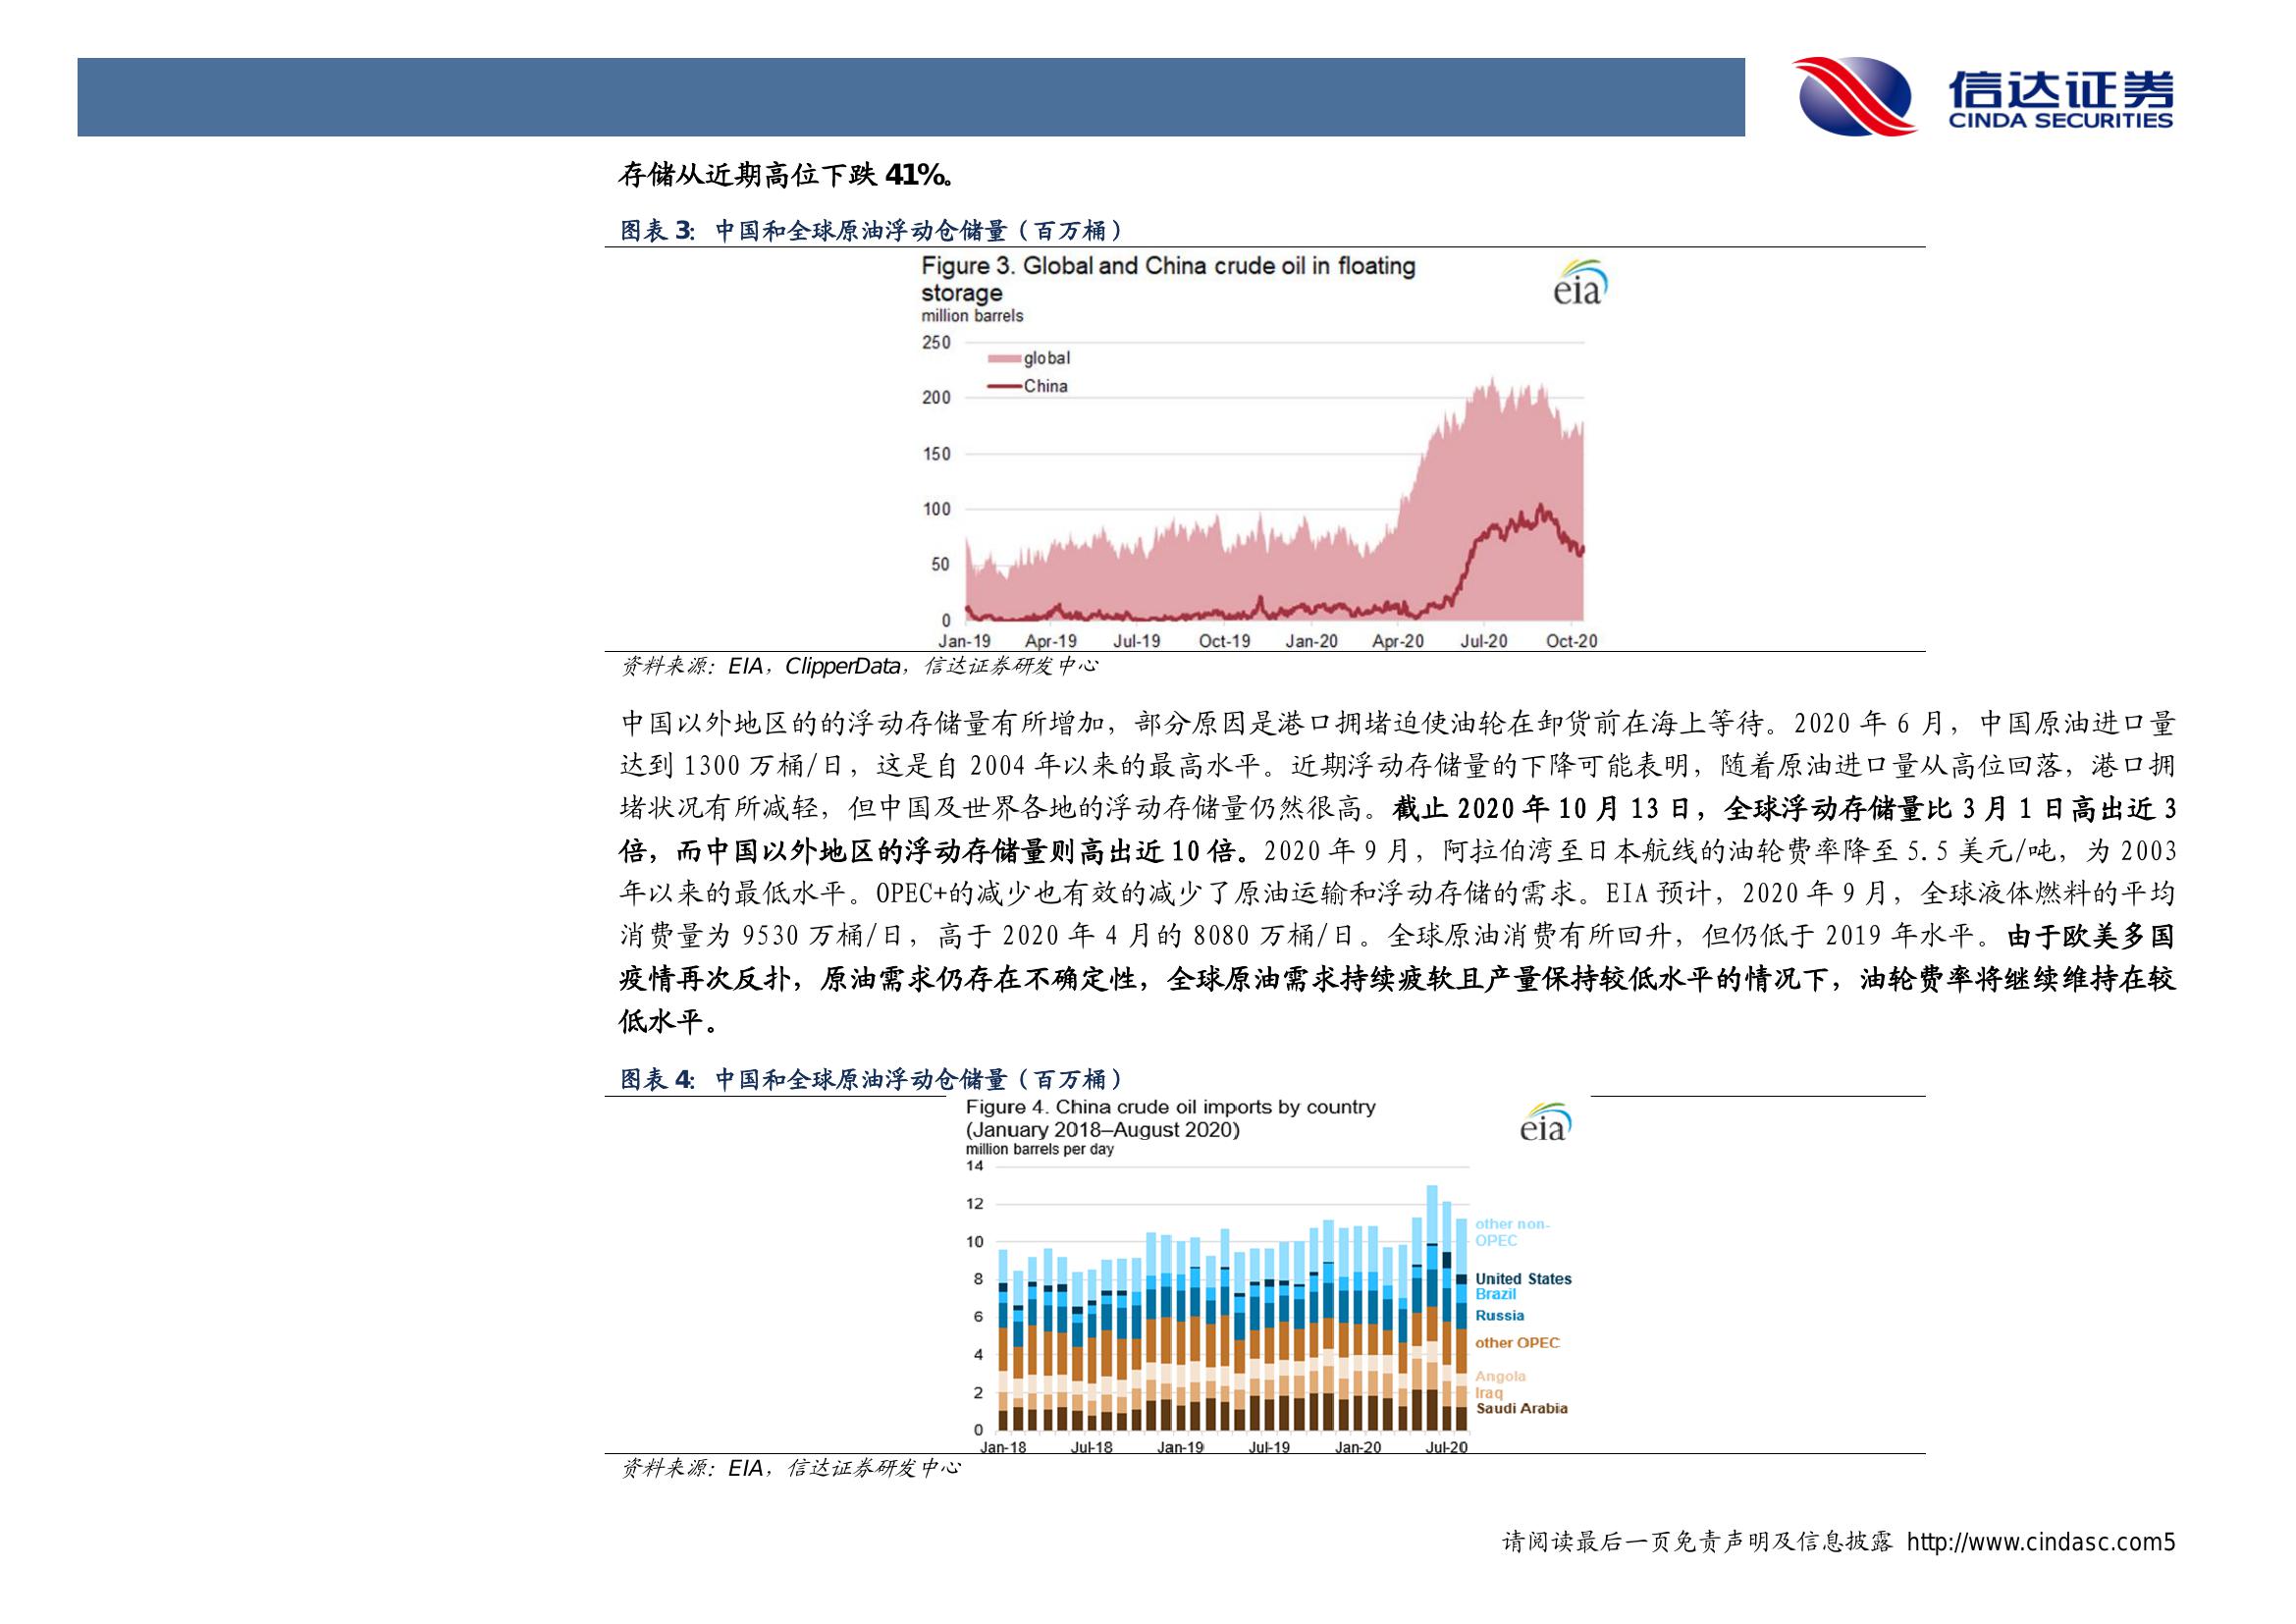 信达证券
CINDA SECURITIES
存储从近期高位下跌 41%。
图表 3: 中国和全球原油浮动仓储量（百万桶）
Figure 3. Global and China crude oil in floating
storage
million barrels
eia
250
global
China
200
150
100
50
0
Jan-19 Apr-19 Jul-19 Oct-19 Jan-20 Apr-20 Jul-20 Oct-20
资料来源：EIA，ClipperData，信达证券研发中心
中国以外地区的的浮动存储量有所增加，部分原因是港口拥堵迫使油轮在卸货前在海上等待。2020 年 6 月，中国原油进口量
达到 1300 万桶/日，这是自 2004 年以来的最高水平。近期浮动存储量的下降可能表明，随着原油进口量从高位回落，港口拥
堵状况有所减轻，但中国及世界各地的浮动存储量仍然很高。截止 2020 年 10 月 13 日，全球浮动存储量比 3 月 1 日高出近 3
倍，而中国以外地区的浮动存储量则高出近 10 倍。2020 年 9 月，阿拉伯湾至日本航线的油轮费率降至 5.5 美元/吨，为 2003
年以来的最低水平。OPEC+的减少也有效的减少了原油运输和浮动存储的需求。EIA 预计，2020 年 9 月，全球液体燃料的平均
消费量为 9530 万桶/日，高于 2020 年 4 月的 8080 万桶/日。全球原油消费有所回升，但仍低于 2019 年水平。由于欧美多国
疫情再次反扑，原油需求仍存在不确定性，全球原油需求持续疲软且产量保持较低水平的情况下，油轮费率将继续维持在较
低水平。
图表 4: 中国和全球原油浮动仓储量（百万桶）
Figure 4. China crude oil imports by country
(January 2018–August 2020)
million barrels per day
eia
14
12
10
8
6
4
2
0
other non-
OPEC
United States
Brazil
Russia
other OPEC
Angola
Iraq
Saudi Arabia
Jan-18 Jul-18 Jan-19 Jul-19 Jan-20 Jul-20
资料来源：EIA，信达证券研发中心
请阅读最后一页免责声明及信息披露 http://www.cindasc.com5